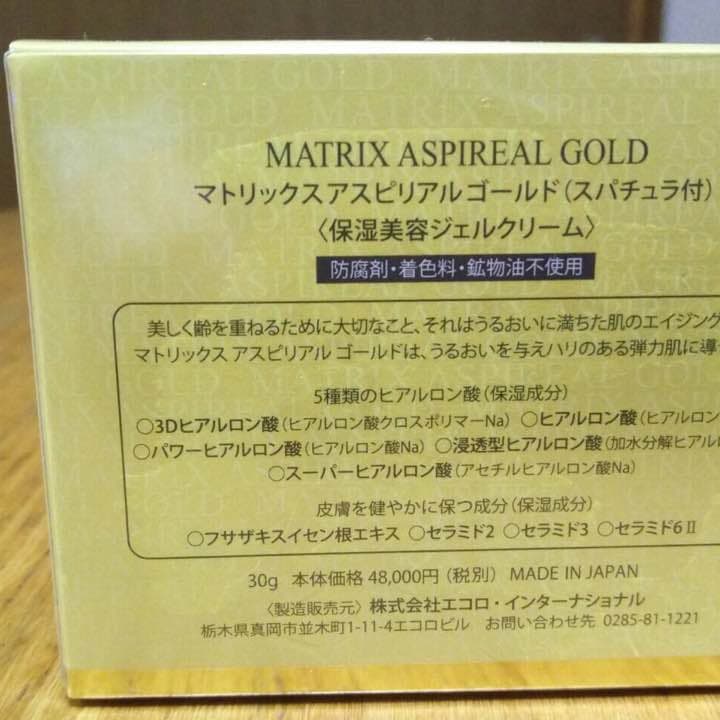 MATRIX ASPIREAL GOLD
マトリックス アスピリアル ゴールド（スパチュラ付）
〈保湿美容ジェルクリーム〉
防腐剤・着色料・鉱物油不使用
美しく齢を重ねるために大切なこと、それはうるおいに満ちた肌のエイジング
マトリックス アスピリアル ゴールドは、うるおいを与えハリのある弾力肌に導
5種類のヒアルロン酸（保湿成分）
○3Dヒアルロン酸（ヒアルロン酸クロスポリマーNa） ○ヒアルロン酸（ヒアルロン
○パワーヒアルロン酸（ヒアルロン酸Na） ○浸透型ヒアルロン酸（加水分解ヒアル
○スーパーヒアルロン酸（アセチルヒアルロン酸Na）
皮膚を健やかに保つ成分（保湿成分）
○フサザキスイセン根エキス ○セラミド2 ○セラミド3 ○セラミド6Ⅱ
30g 本体価格 48,000円（税別） MADE IN JAPAN
〈製造販売元〉株式会社エコロ・インターナショナル
栃木県真岡市並木町1-11-4エコロビル お問い合わせ先 0285-81-1221